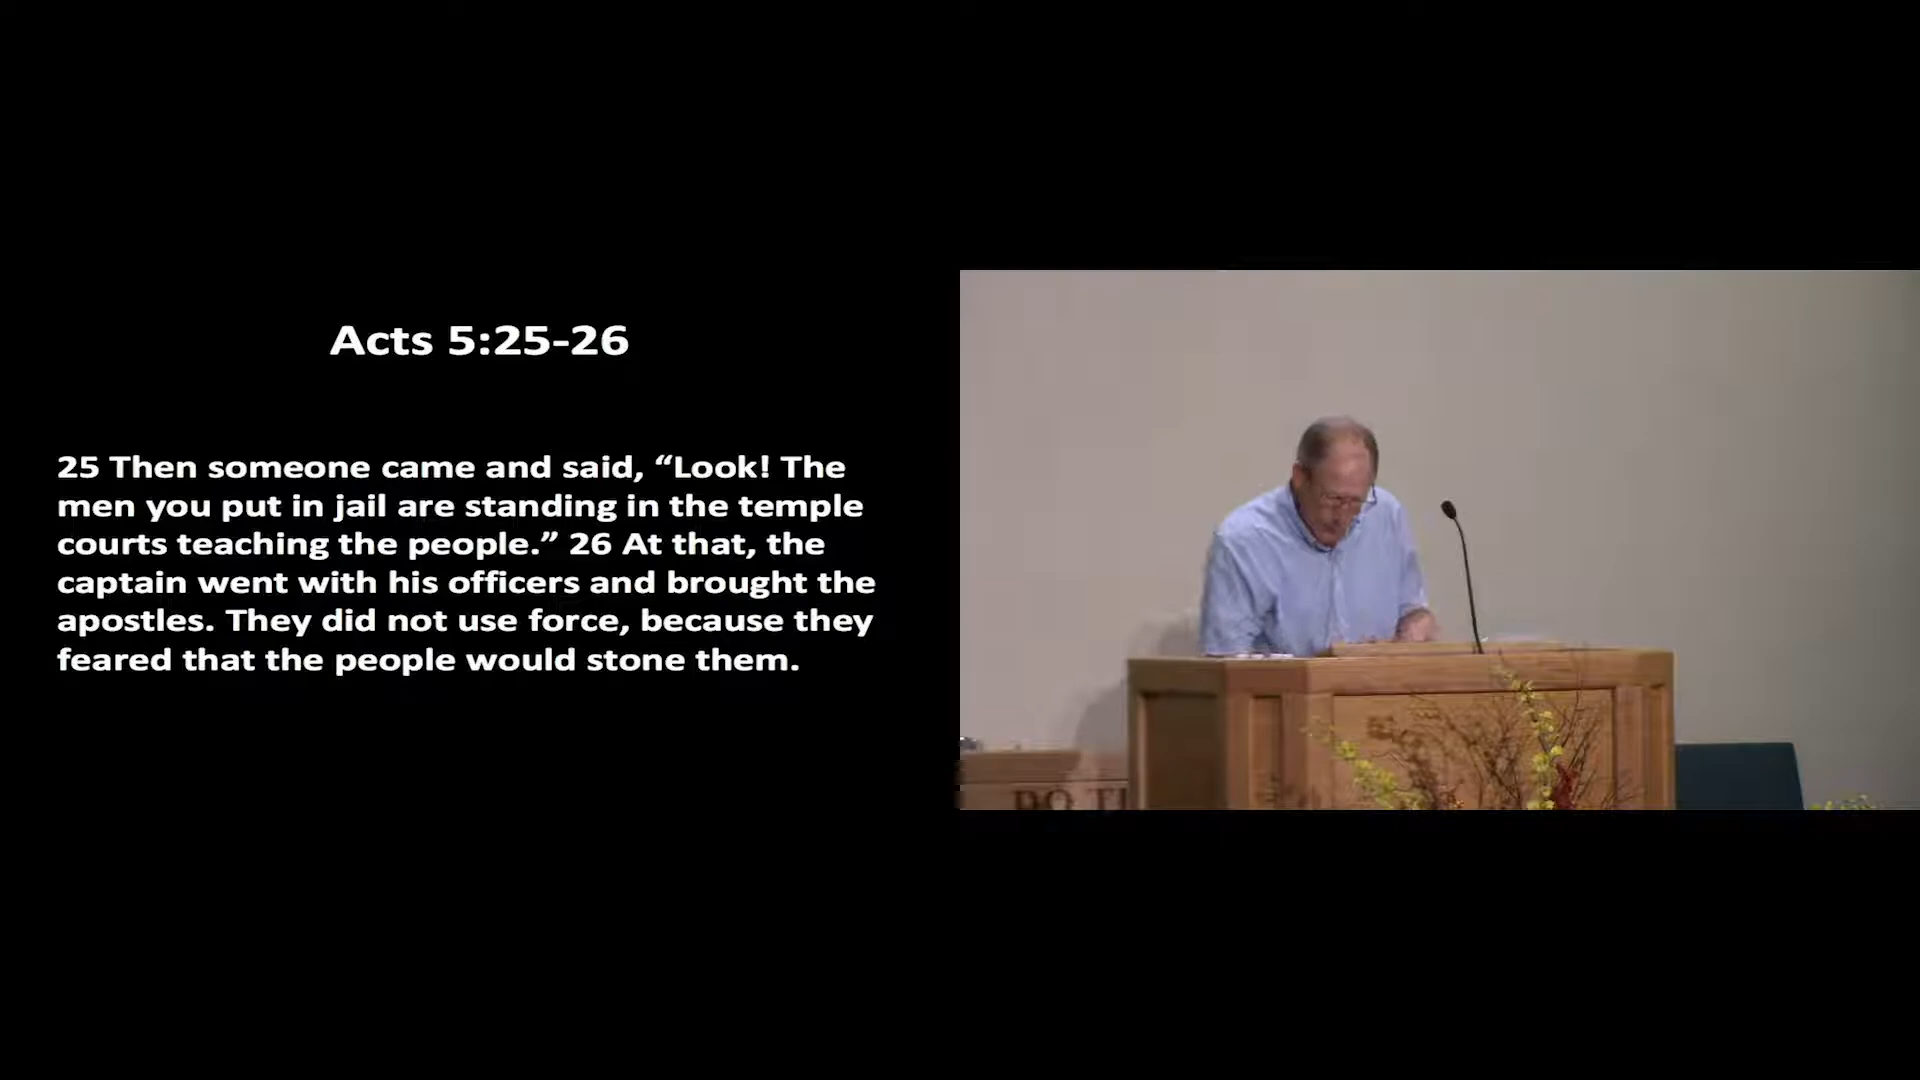 Acts 5:25-26
25 Then someone came and said, “Look! The
men you put in jail are standing in the temple
courts teaching the people.” 26 At that, the
captain went with his officers and brought the
apostles. They did not use force, because they
feared that the people would stone them.
DO